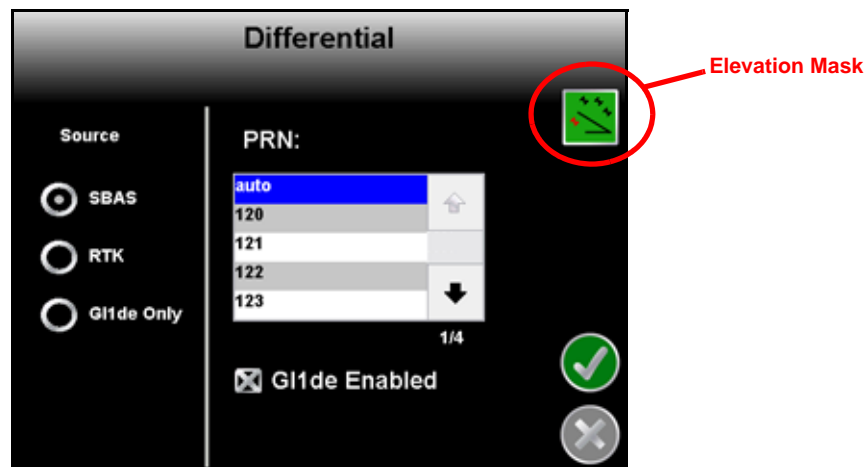 Differential
Elevation Mask
Source
PRN:
SBAS
RTK
Gl1de Only
auto
120
121
122
123
1/4
Gl1de Enabled